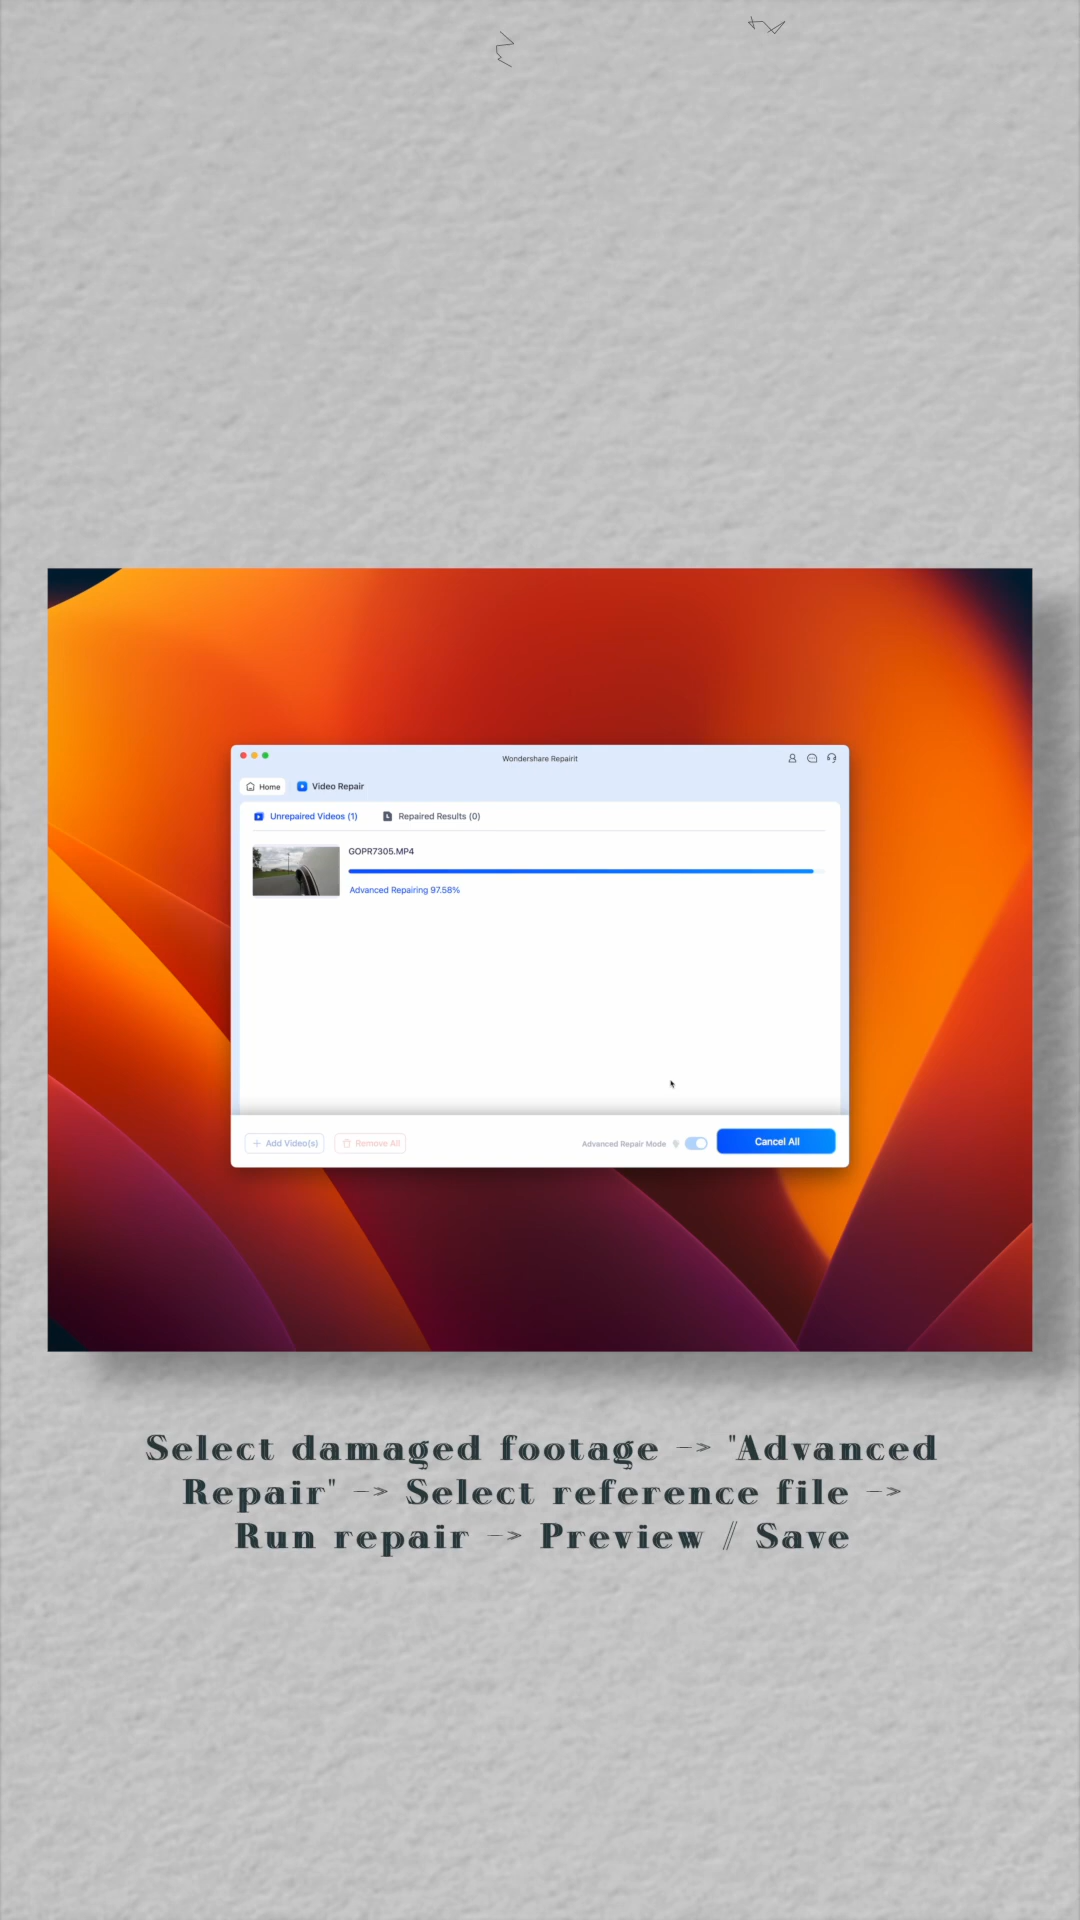 Wondershare Repairit
Home
Video Repair
Unrepaired Videos (1)
Repaired Results (0)
GOPR7305.MP4
Advanced Repairing 97.58%
+ Add Video(s)
Remove All
Advanced Repair Mode
Cancel All
Select damaged footage -> "Advanced
Repair" -> Select reference file ->
Run repair -> Preview / Save